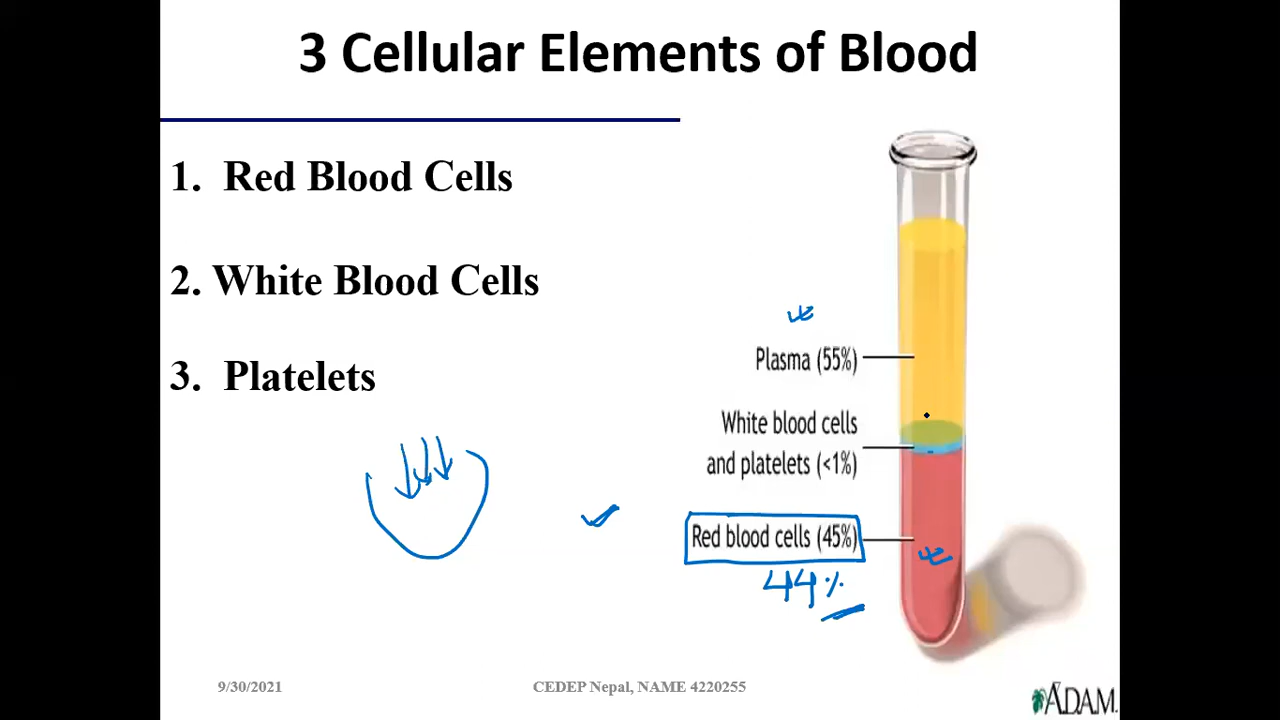 3 Cellular Elements of Blood
1. Red Blood Cells
2. White Blood Cells
3. Platelets
Plasma (55%)
White blood cells
and platelets (<1%)
Red blood cells (45%)
44%
9/30/2021
CEDEP Nepal, NAME 4220255
A.D.A.M.